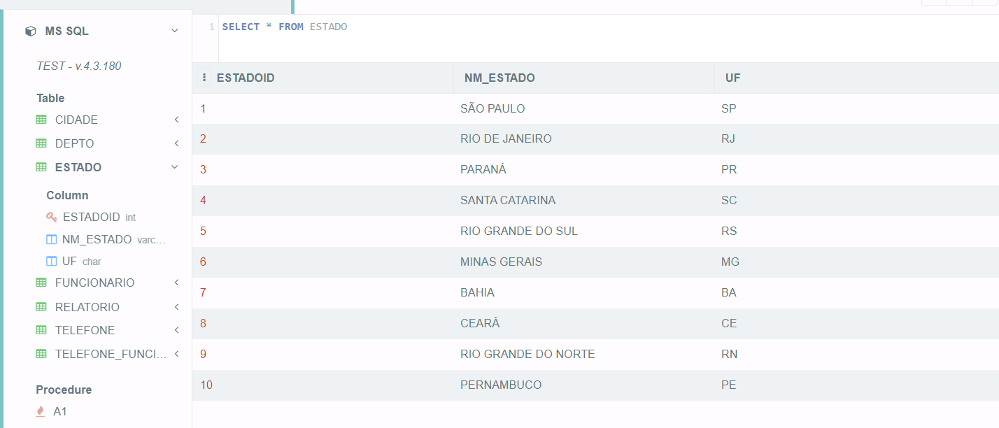 MS SQL
TEST - v.4.3.180
Table
CIDADE
DEPTO
ESTADO
Column
ESTADOID int
NM_ESTADO varc...
UF char
FUNCIONARIO
RELATORIO
TELEFONE
TELEFONE_FUNCI...
Procedure
A1
1 SELECT * FROM ESTADO
ESTADOID NM_ESTADO UF
1 SÃO PAULO SP
2 RIO DE JANEIRO RJ
3 PARANÁ PR
4 SANTA CATARINA SC
5 RIO GRANDE DO SUL RS
6 MINAS GERAIS MG
7 BAHIA BA
8 CEARÁ CE
9 RIO GRANDE DO NORTE RN
10 PERNAMBUCO PE